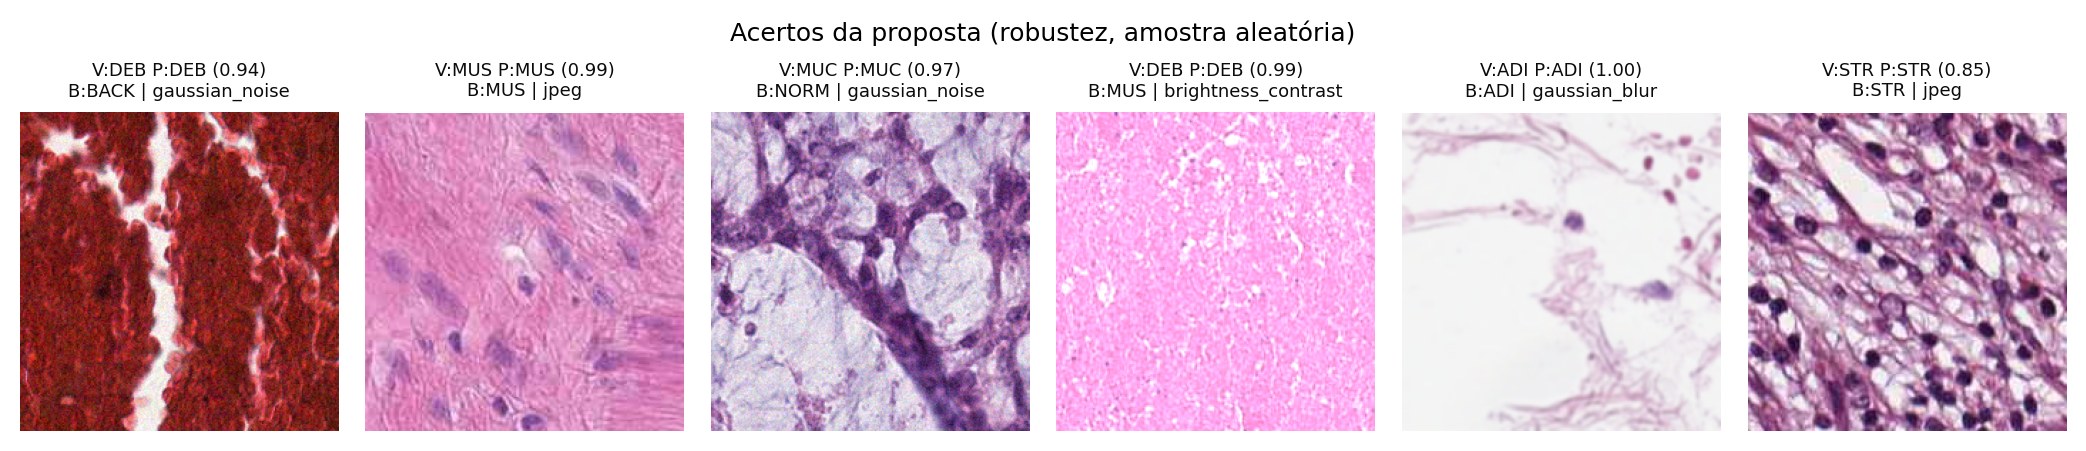 Acertos da proposta (robustez, amostra aleatória)
V:DEB P:DEB (0.94)
B:BACK | gaussian_noise
V:MUS P:MUS (0.99)
B:MUS | jpeg
V:MUC P:MUC (0.97)
B:NORM | gaussian_noise
V:DEB P:DEB (0.99)
B:MUS | brightness_contrast
V:ADI P:ADI (1.00)
B:ADI | gaussian_blur
V:STR P:STR (0.85)
B:STR | jpeg